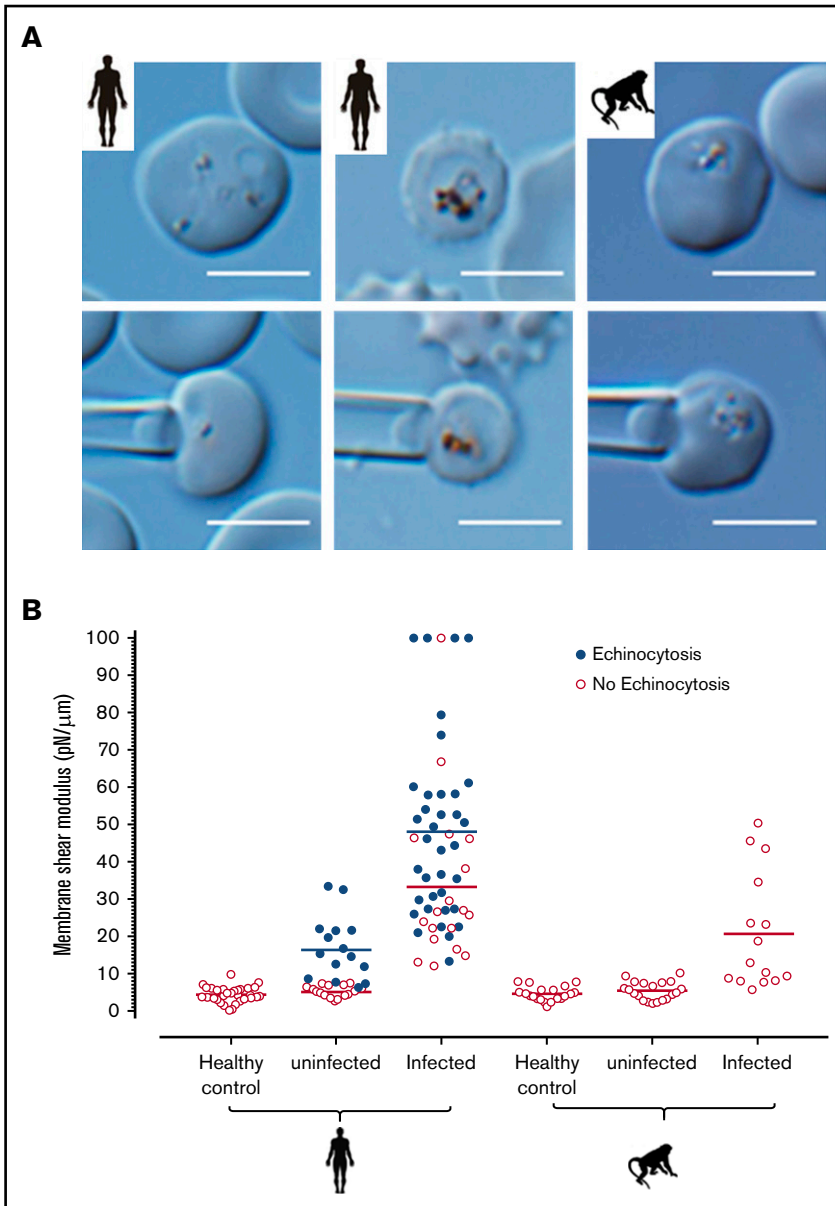 A
B
Membrane shear modulus (pN/μm)
100
90
80
70
60
50
40
30
20
10
0
Echinocytosis
No Echinocytosis
Healthy control
uninfected
Infected
Healthy control
uninfected
Infected